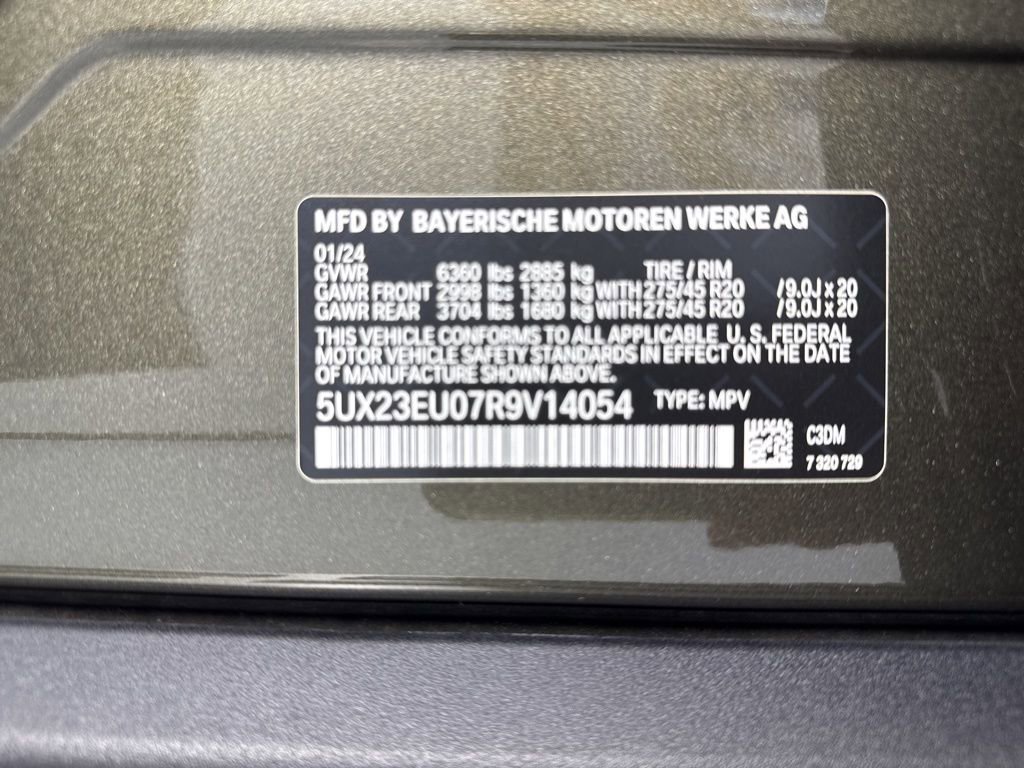 MFD BY BAYERISCHE MOTOREN WERKE AG
01/24
GVWR 6360 lbs 2885 kg TIRE / RIM
GAWR FRONT 2998 lbs 1360 kg WITH 275/45 R20 / 9.0J x 20
GAWR REAR 3704 lbs 1680 kg WITH 275/45 R20 / 9.0J x 20
THIS VEHICLE CONFORMS TO ALL APPLICABLE U. S. FEDERAL
MOTOR VEHICLE SAFETY STANDARDS IN EFFECT ON THE DATE
OF MANUFACTURE SHOWN ABOVE.
5UX23EU07R9V14054 TYPE: MPV
C3DM
7 320 729